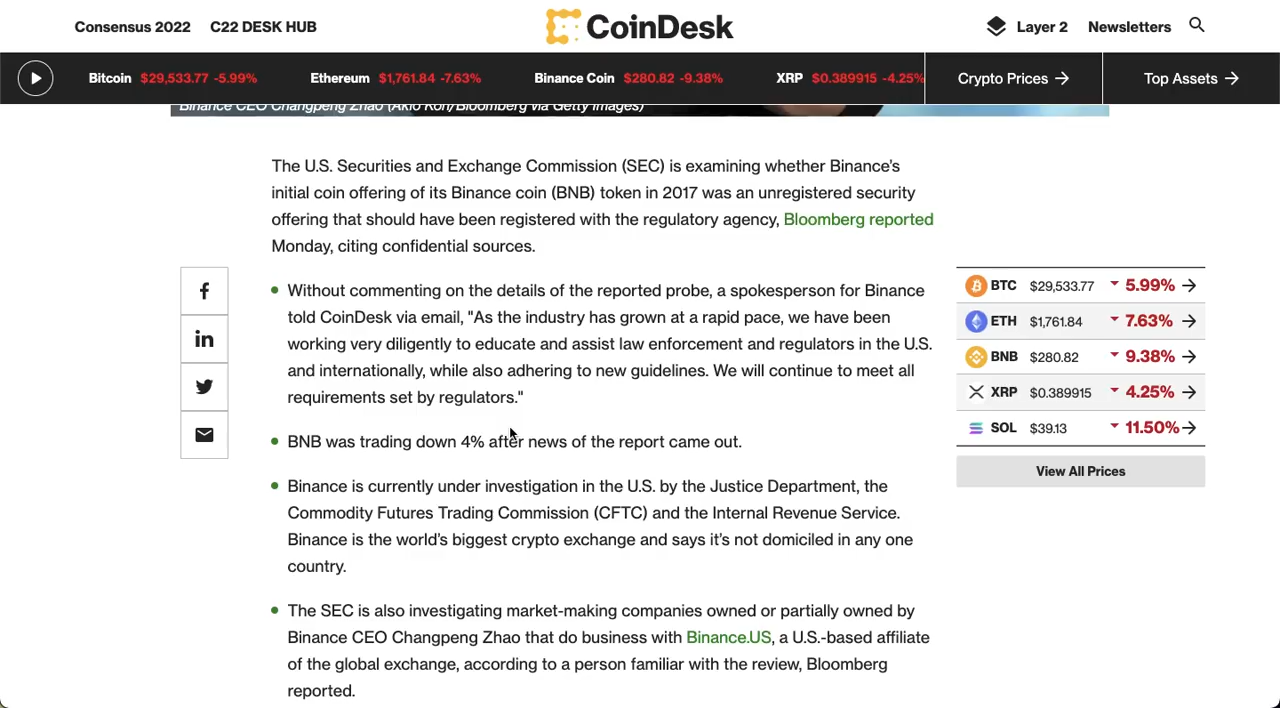 Consensus 2022 C22 DESK HUB CoinDesk Layer 2 Newsletters
Bitcoin $29,533.77 -5.99% Ethereum $1,761.84 -7.63% Binance Coin $280.82 -9.38% XRP $0.389915 -4.25% Crypto Prices → Top Assets →
Binance CEO Changpeng Zhao (Akio Kon/Bloomberg via Getty Images)
The U.S. Securities and Exchange Commission (SEC) is examining whether Binance's
initial coin offering of its Binance coin (BNB) token in 2017 was an unregistered security
offering that should have been registered with the regulatory agency, Bloomberg reported
Monday, citing confidential sources.
• Without commenting on the details of the reported probe, a spokesperson for Binance
told CoinDesk via email, "As the industry has grown at a rapid pace, we have been
working very diligently to educate and assist law enforcement and regulators in the U.S.
and internationally, while also adhering to new guidelines. We will continue to meet all
requirements set by regulators."
• BNB was trading down 4% after news of the report came out.
• Binance is currently under investigation in the U.S. by the Justice Department, the
Commodity Futures Trading Commission (CFTC) and the Internal Revenue Service.
Binance is the world's biggest crypto exchange and says it's not domiciled in any one
country.
• The SEC is also investigating market-making companies owned or partially owned by
Binance CEO Changpeng Zhao that do business with Binance.US, a U.S.-based affiliate
of the global exchange, according to a person familiar with the review, Bloomberg
reported.
BTC $29,533.77 5.99% →
ETH $1,761.84 7.63% →
BNB $280.82 9.38% →
XRP $0.389915 4.25% →
SOL $39.13 11.50% →
View All Prices